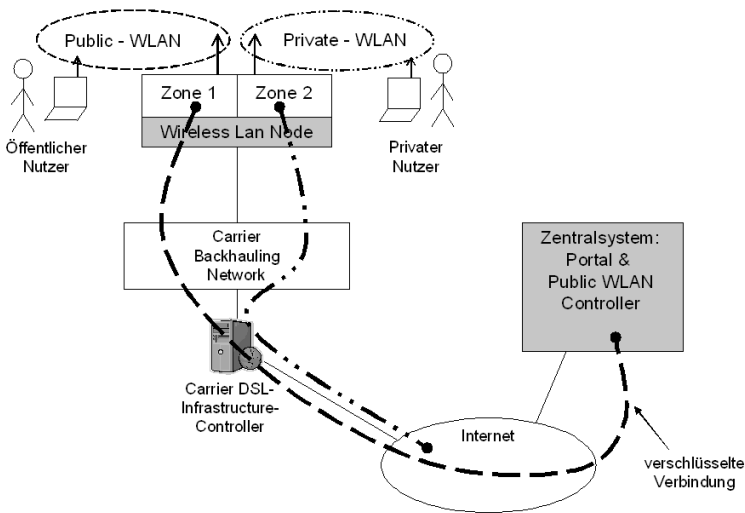 Public - WLAN
Private - WLAN
Zone 1
Zone 2
Wireless Lan Node
Öffentlicher
Nutzer
Privater
Nutzer
Carrier
Backhauling
Network
Zentralsystem:
Portal &
Public WLAN
Controller
Carrier DSL-
Infrastructure-
Controller
Internet
verschlüsselte
Verbindung